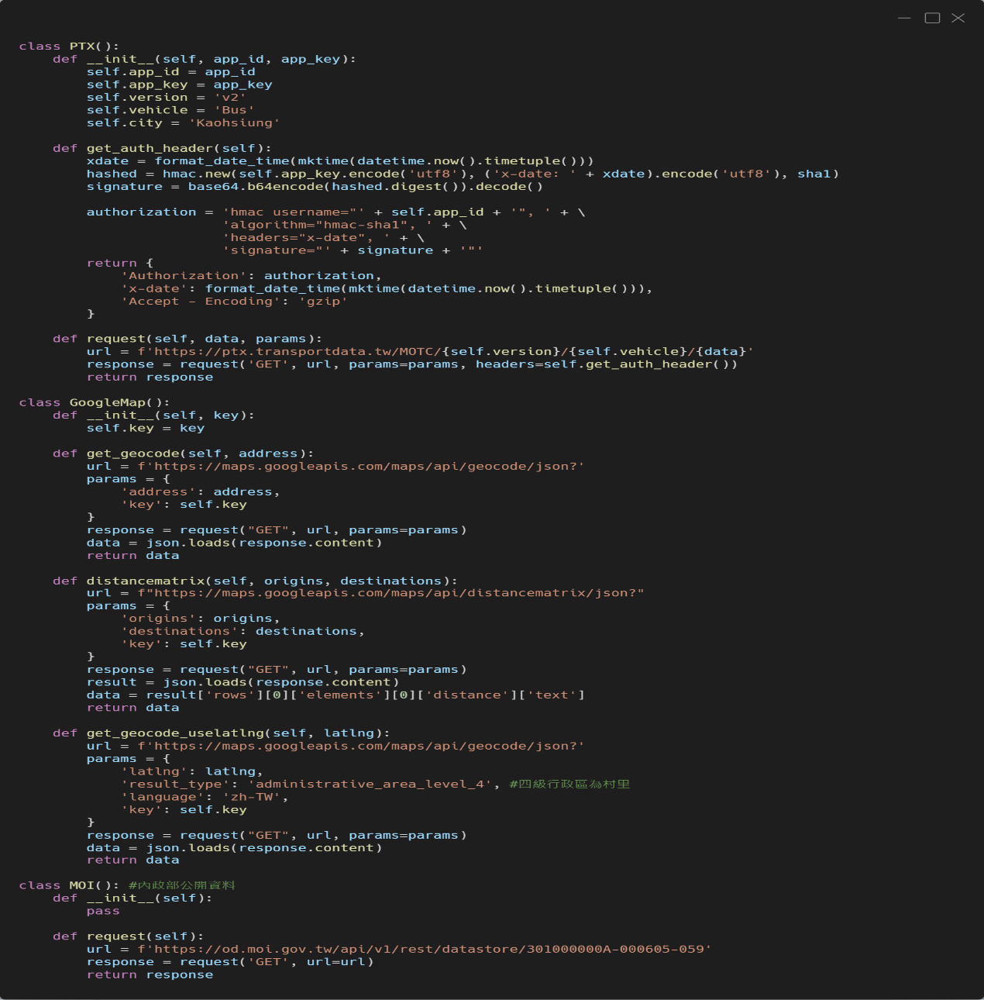 class PTX():
    def __init__(self, app_id, app_key):
        self.app_id = app_id
        self.app_key = app_key
        self.version = 'v2'
        self.vehicle = 'Bus'
        self.city = 'Kaohsiung'

    def get_auth_header(self):
        xdate = format_date_time(mktime(datetime.now().timetuple()))
        hashed = hmac.new(self.app_key.encode('utf8'), ('x-date: ' + xdate).encode('utf8'), sha1)
        signature = base64.b64encode(hashed.digest()).decode()

        authorization = 'hmac username="' + self.app_id + '", ' + \
                        'algorithm="hmac-sha1", ' + \
                        'headers="x-date", ' + \
                        'signature="' + signature + '"'
        return {
            'Authorization': authorization,
            'x-date': format_date_time(mktime(datetime.now().timetuple())),
            'Accept - Encoding': 'gzip'
        }

    def request(self, data, params):
        url = f'https://ptx.transportdata.tw/MOTC/{self.version}/{self.vehicle}/{data}'
        response = request('GET', url, params=params, headers=self.get_auth_header())
        return response

class GoogleMap():
    def __init__(self, key):
        self.key = key

    def get_geocode(self, address):
        url = f'https://maps.googleapis.com/maps/api/geocode/json?'
        params = {
            'address': address,
            'key': self.key
        }
        response = request("GET", url, params=params)
        data = json.loads(response.content)
        return data

    def distancematrix(self, origins, destinations):
        url = f"https://maps.googleapis.com/maps/api/distancematrix/json?"
        params = {
            'origins': origins,
            'destinations': destinations,
            'key': self.key
        }
        response = request("GET", url, params=params)
        result = json.loads(response.content)
        data = result['rows'][0]['elements'][0]['distance']['text']
        return data

    def get_geocode_uselatlng(self, latlng):
        url = f'https://maps.googleapis.com/maps/api/geocode/json?'
        params = {
            'latlng': latlng,
            'result_type': 'administrative_area_level_4', #四級行政區為村里
            'language': 'zh-TW',
            'key': self.key
        }
        response = request("GET", url, params=params)
        data = json.loads(response.content)
        return data

class MOI(): #內政部公開資料
    def __init__(self):
        pass

    def request(self):
        url = f'https://od.moi.gov.tw/api/v1/rest/datastore/301000000A-000605-059'
        response = request('GET', url=url)
        return response